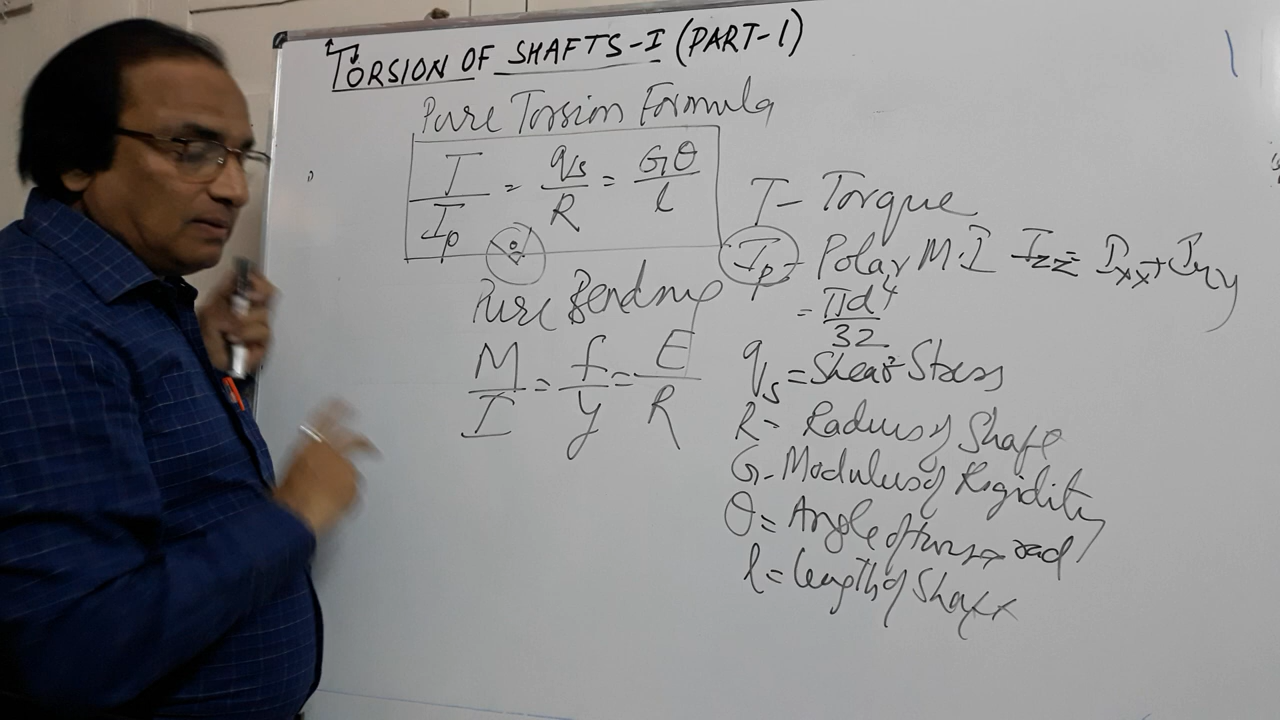 TORSION OF SHAFTS-I (PART-1)
Pure Torsion Formula
T/Ip = qs/R = Gθ/l
Pure Bending
M/I = f/y = E/R
T - Torque
Ip - Polar M.I Izz = Ixx + Iyy
= πd⁴/32
qs = Shear Stress
R - Radius of Shaft
G - Modulus of Rigidity
θ = Angle of twist rad
l = length of Shaft